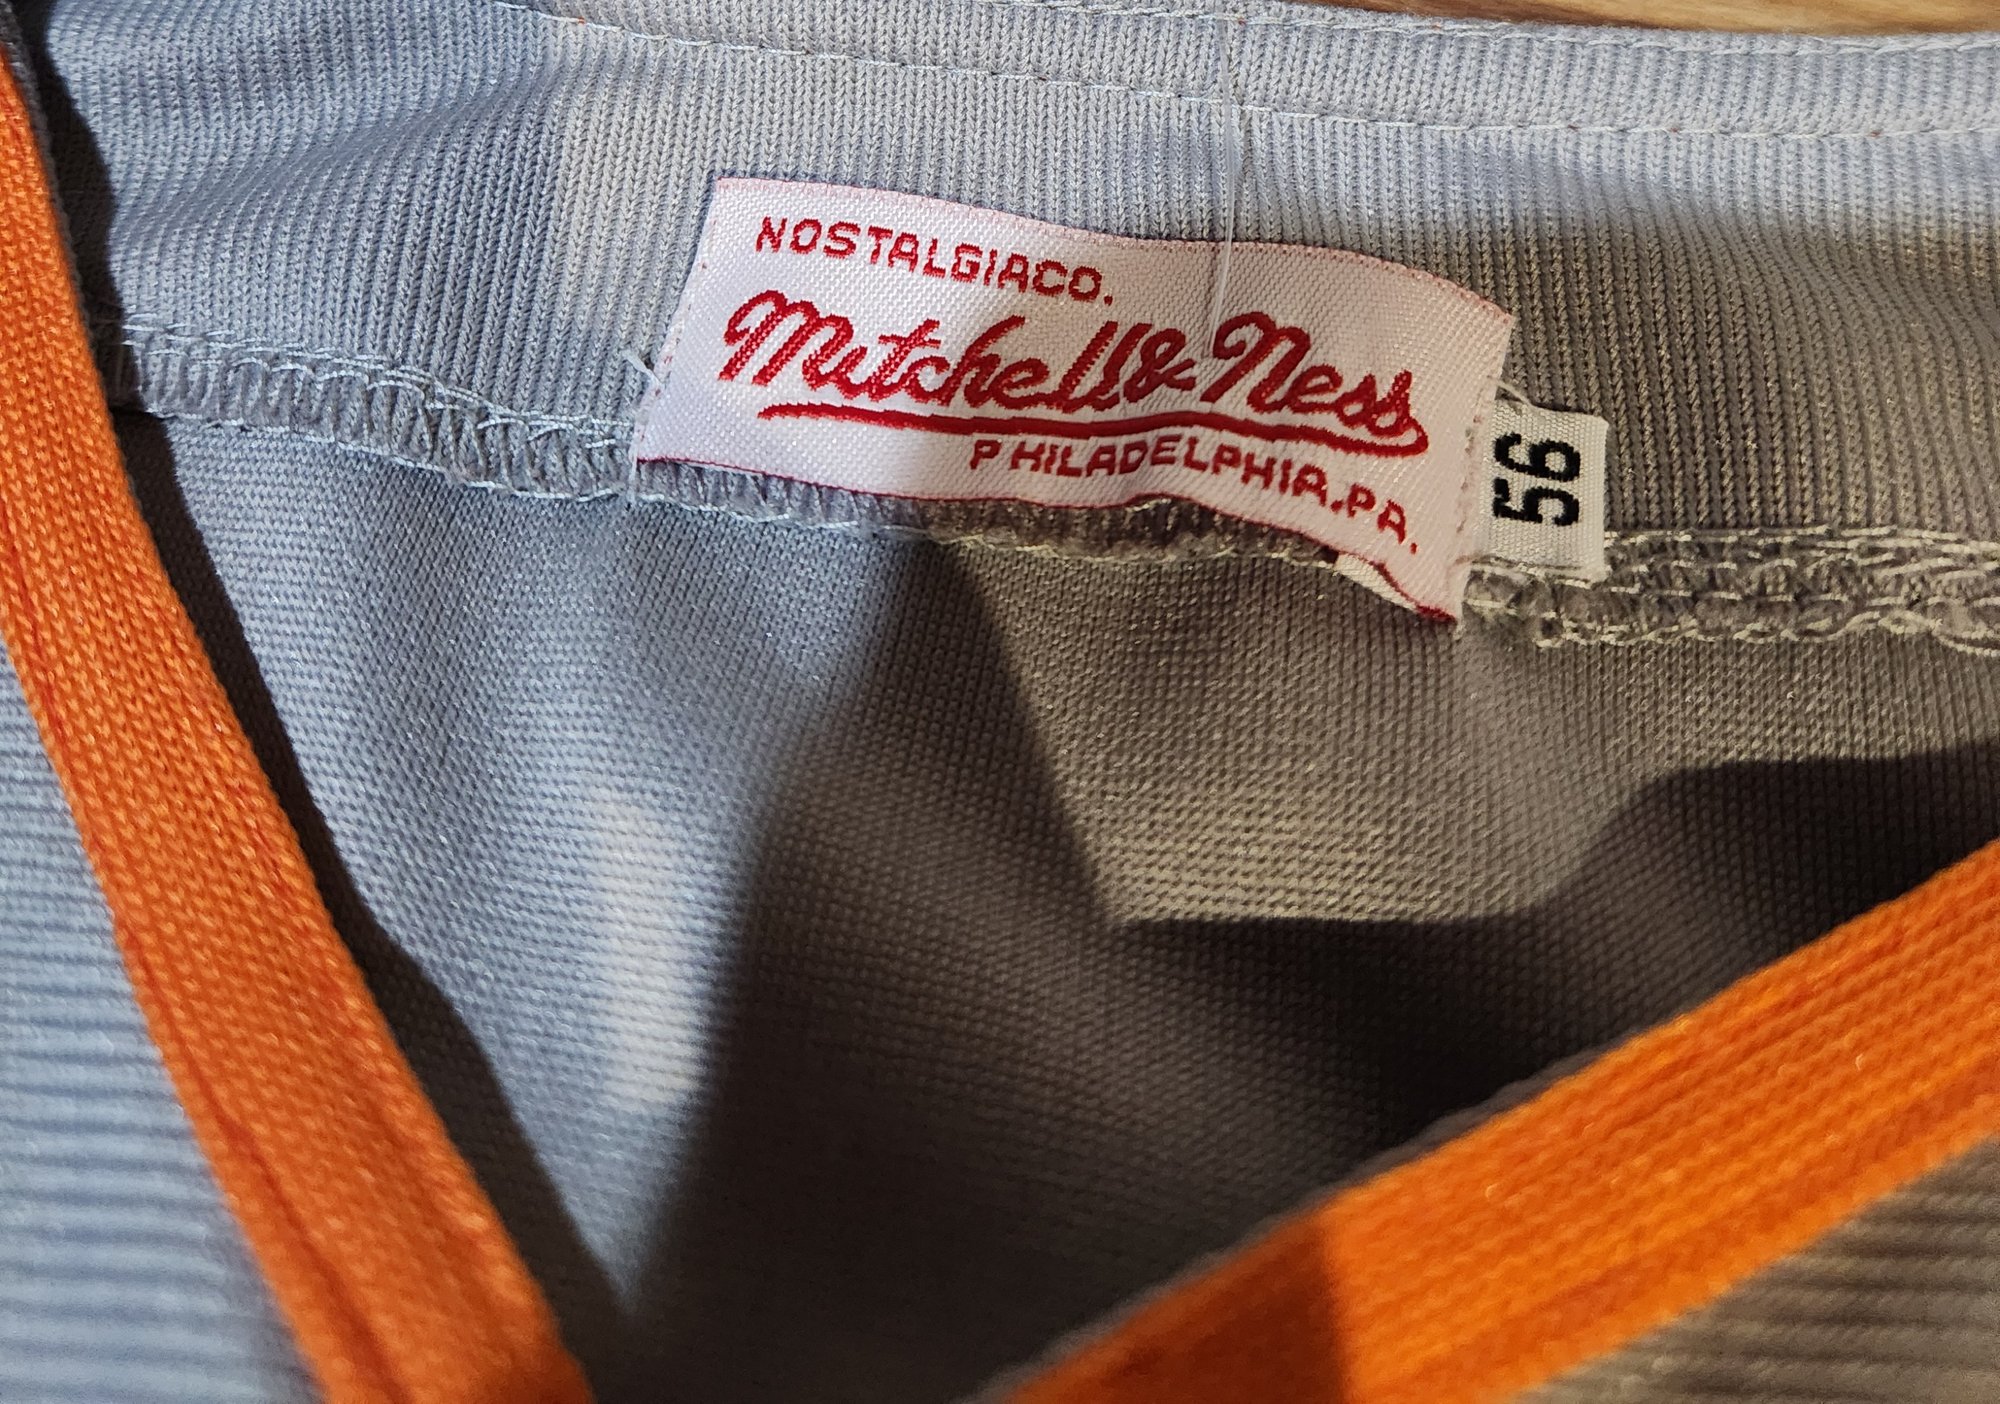 NOSTALGIA CO.
Mitchell & Ness
PHILADELPHIA, PA.
56